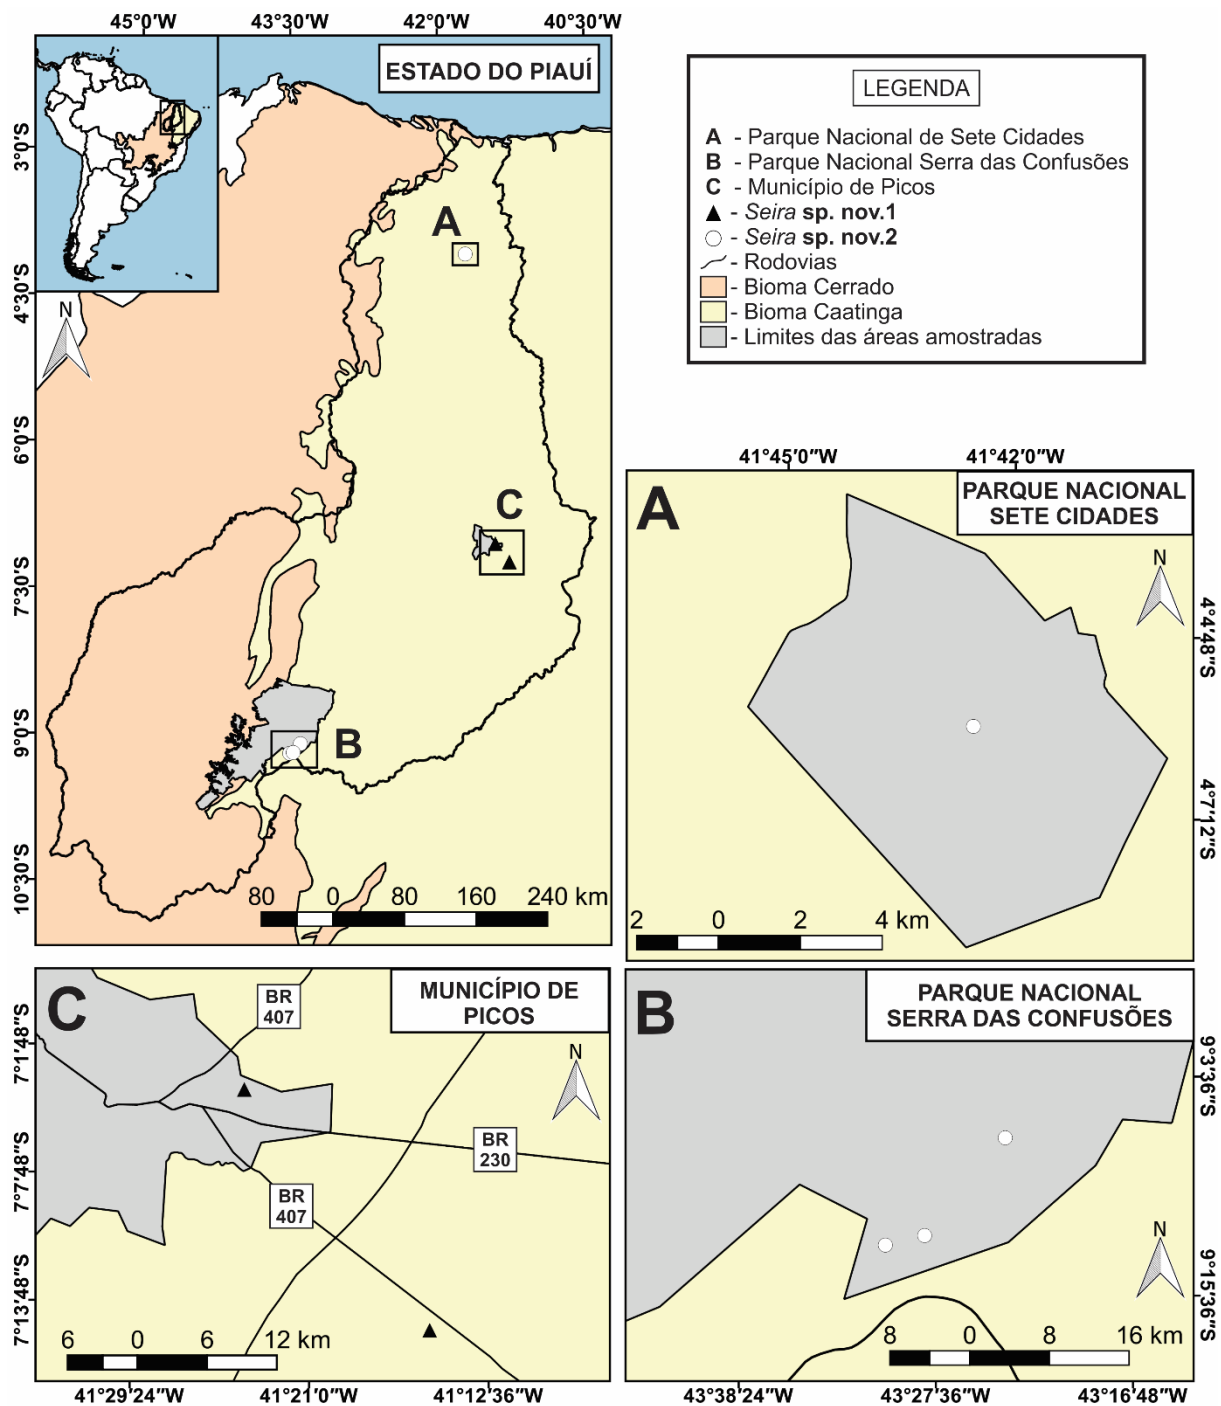 45°0'W 43°30'W 42°0'W 40°30'W
ESTADO DO PIAUÍ
3°0'S
4°30'S
6°0'S
7°30'S
9°0'S
10°30'S
N
A
C
B
80 0 80 160 240 km
LEGENDA
A - Parque Nacional de Sete Cidades
B - Parque Nacional Serra das Confusões
C - Município de Picos
- Seira sp. nov.1
- Seira sp. nov.2
- Rodovias
- Bioma Cerrado
- Bioma Caatinga
- Limites das áreas amostradas
41°45'0"W 41°42'0"W
A
PARQUE NACIONAL
SETE CIDADES
N
4°4'48"S
4°7'12"S
2 0 2 4 km
C
MUNICÍPIO DE
PICOS
BR
407
N
BR
230
BR
407
7°1'48"S
7°7'48"S
7°13'48"S
6 0 6 12 km
41°29'24"W 41°21'0"W 41°12'36"W
B
PARQUE NACIONAL
SERRA DAS CONFUSÕES
9°3'36"S
N
9°15'36"S
8 0 8 16 km
43°38'24"W 43°27'36"W 43°16'48"W